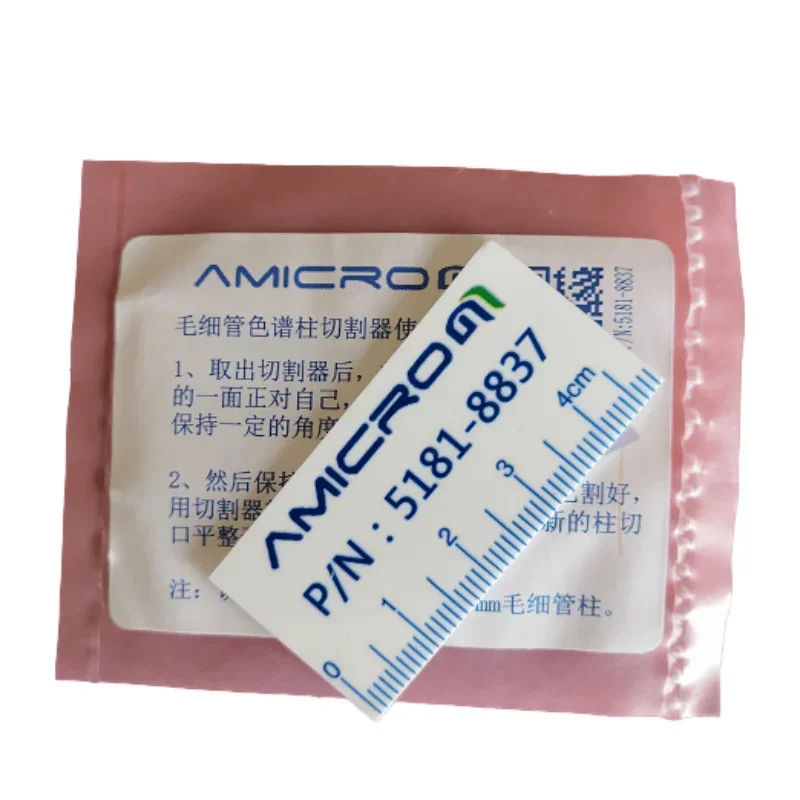 AMICRO
毛细管色谱柱切割器使
1、取出切割器后，
的一面正对自己，
保持一定的角度
2、然后保持
用切割器
口平整
割好，
新的柱切
注：
mm毛细管柱。
P/N:5181-8837
AMICRO
P/N：5181-8837
0 1 2 3 4cm